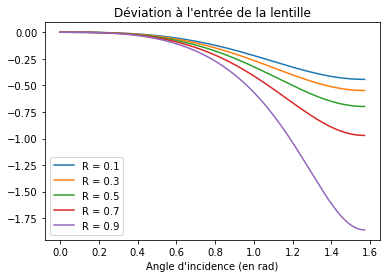 Déviation à l'entrée de la lentille
0.00
−0.25
−0.50
−0.75
−1.00
−1.25
−1.50
−1.75
R = 0.1
R = 0.3
R = 0.5
R = 0.7
R = 0.9
0.0 0.2 0.4 0.6 0.8 1.0 1.2 1.4 1.6
Angle d'incidence (en rad)